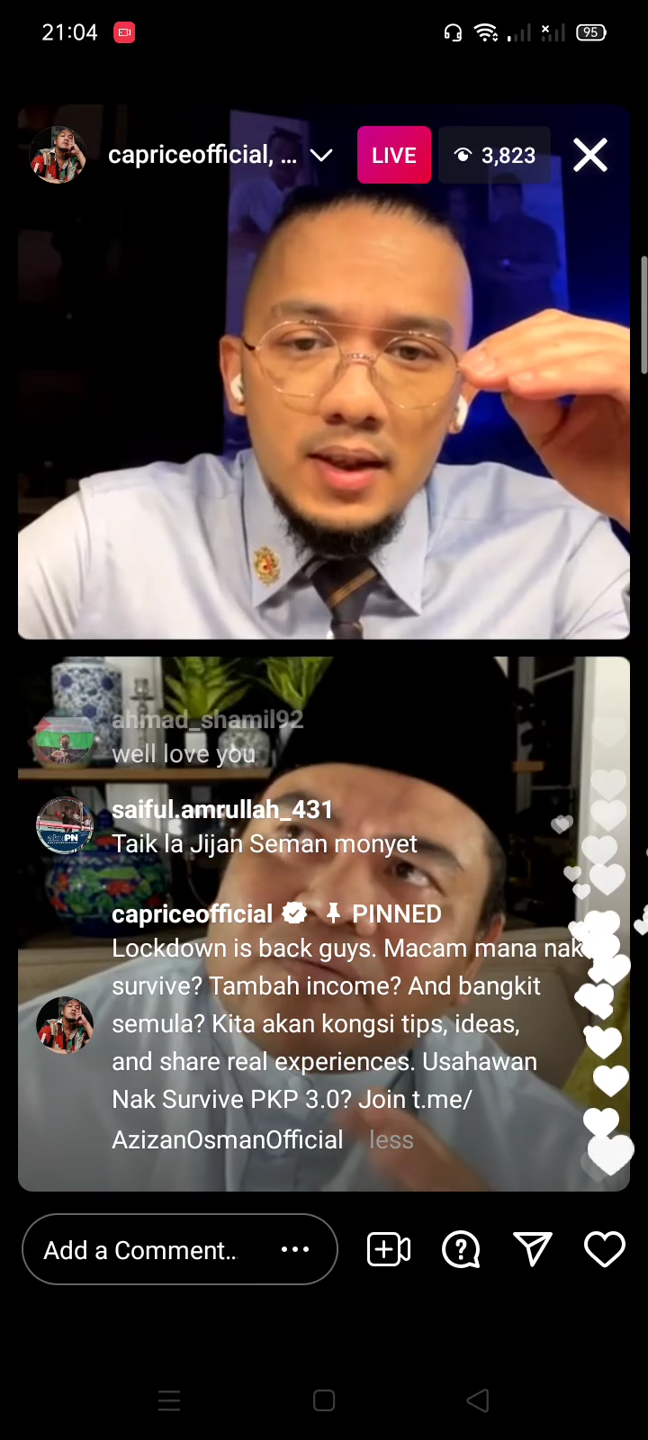 21:04
95
capriceofficial, ...
LIVE
3,823
ahmad_shamil92
well love you
PN
saiful.amrullah_431
Taik la Jijan Seman monyet
capriceofficial PINNED
Lockdown is back guys. Macam mana nak
survive? Tambah income? And bangkit
semula? Kita akan kongsi tips, ideas,
and share real experiences. Usahawan
Nak Survive PKP 3.0? Join t.me/
AzizanOsmanOfficial less
Add a Comment..